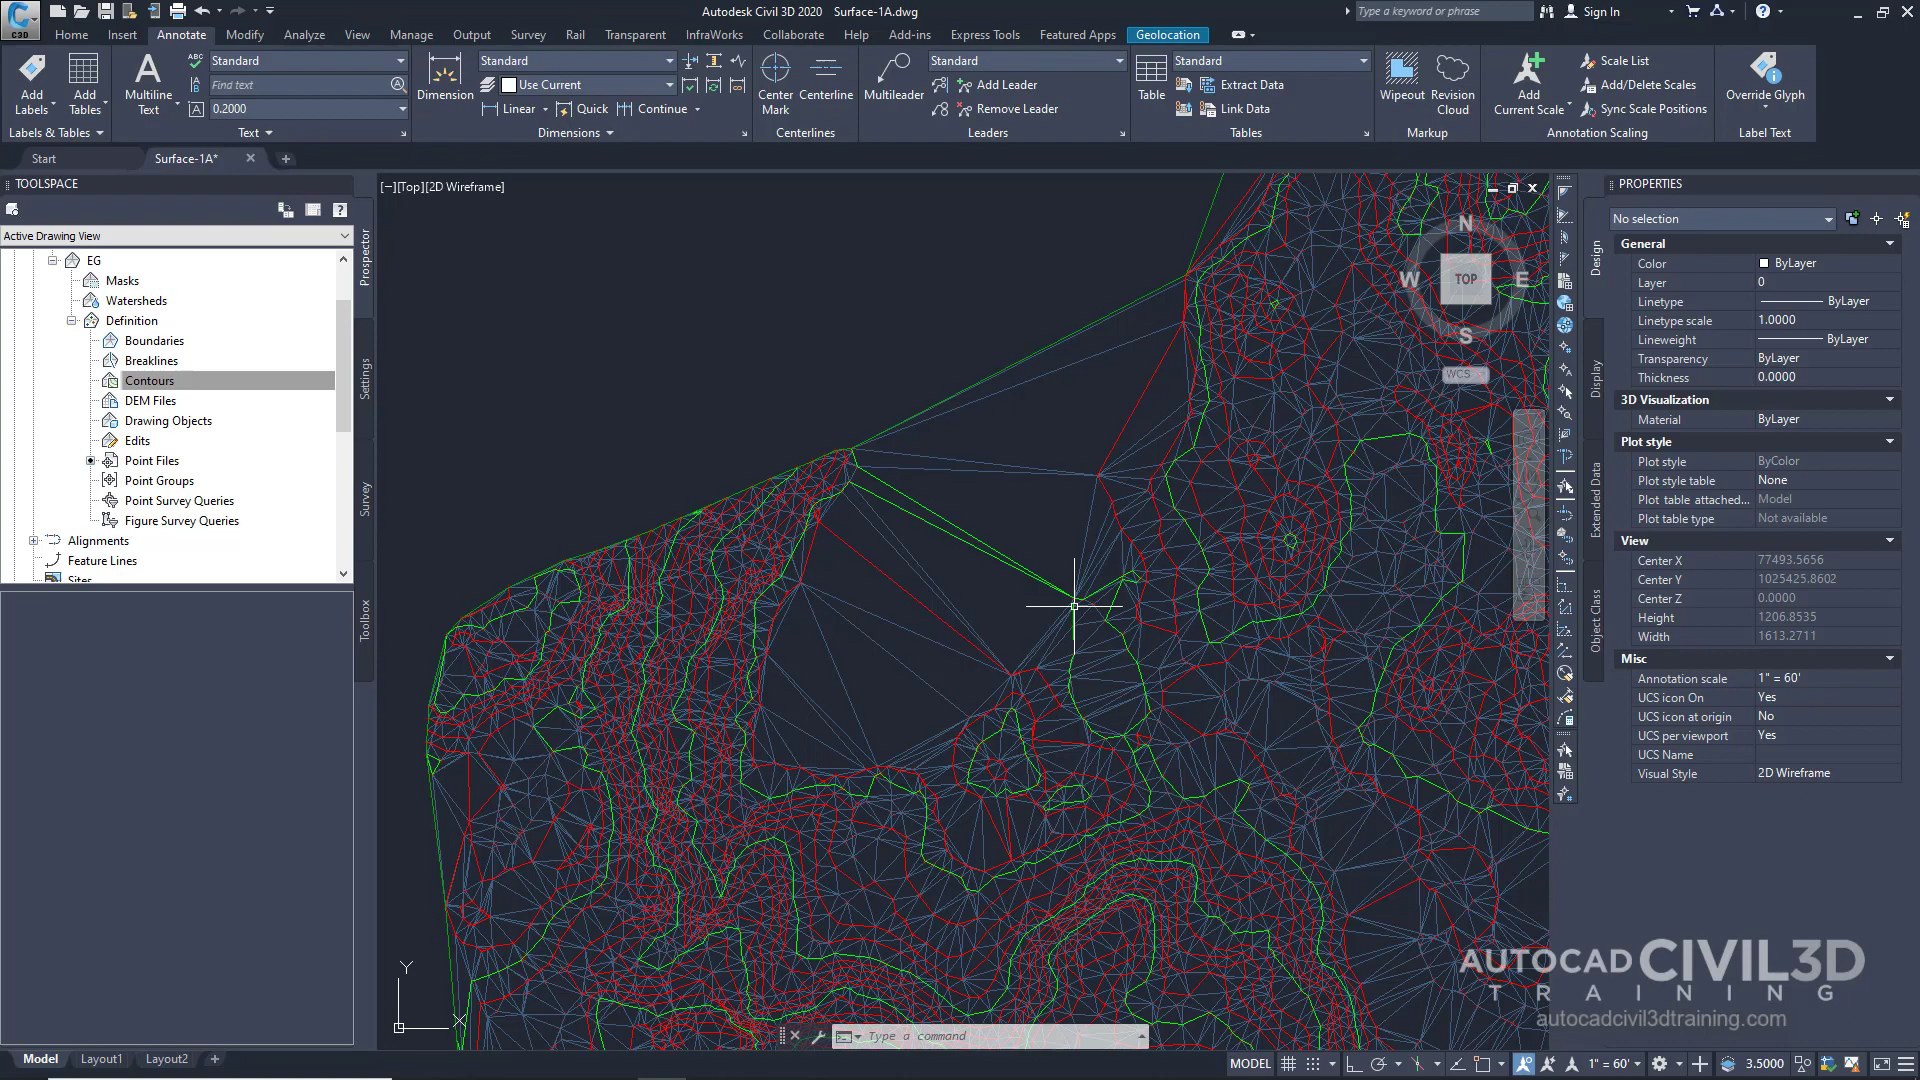 Autodesk Civil 3D 2020 Surface-1A.dwg
Type a keyword or phrase
Sign In
C3D
Home Insert Annotate Modify Analyze View Manage Output Survey Rail Transparent InfraWorks Collaborate Help Add-ins Express Tools Featured Apps Geolocation
Add Labels
Add Tables
Labels & Tables
Multiline Text
ABC
Standard
Find text
0.2000
Text
Dimension
Standard
Use Current
Linear Quick Continue
Dimensions
Center Mark
Centerline
Centerlines
Multileader
Standard
Add Leader
Remove Leader
Leaders
Table
Standard
Extract Data
Link Data
Tables
Wipeout
Revision Cloud
Markup
Add Current Scale
Scale List
Add/Delete Scales
Sync Scale Positions
Annotation Scaling
Override Glyph
Label Text
Start
Surface-1A*
TOOLSPACE
Active Drawing View
EG
Masks
Watersheds
Definition
Boundaries
Breaklines
Contours
DEM Files
Drawing Objects
Edits
Point Files
Point Groups
Point Survey Queries
Figure Survey Queries
Alignments
Feature Lines
Sites
Prospector
Settings
Survey
Toolbox
[−][Top][2D Wireframe]
N
W TOP E
S
WCS
Y
X
Type a command
PROPERTIES
No selection
Design
Display
Extended Data
Object Class
General
Color ByLayer
Layer 0
Linetype ByLayer
Linetype scale 1.0000
Lineweight ByLayer
Transparency ByLayer
Thickness 0.0000
3D Visualization
Material ByLayer
Plot style
Plot style ByColor
Plot style table None
Plot table attached... Model
Plot table type Not available
View
Center X 77493.5656
Center Y 1025425.8602
Center Z 0.0000
Height 1206.8535
Width 1613.2711
Misc
Annotation scale 1" = 60'
UCS icon On Yes
UCS icon at origin No
UCS per viewport Yes
UCS Name
Visual Style 2D Wireframe
AUTOCAD CIVIL3D
TRAINING
autocadcivil3dtraining.com
Model Layout1 Layout2
MODEL 1" = 60' 3.5000